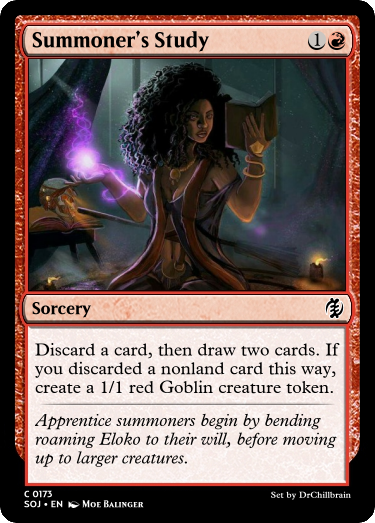 Summoner's Study 1
Sorcery
Discard a card, then draw two cards. If
you discarded a nonland card this way,
create a 1/1 red Goblin creature token.
Apprentice summoners begin by bending
roaming Eloko to their will, before moving
up to larger creatures.
C 0173
SOJ • EN Moe Balinger
Set by DrChillbrain